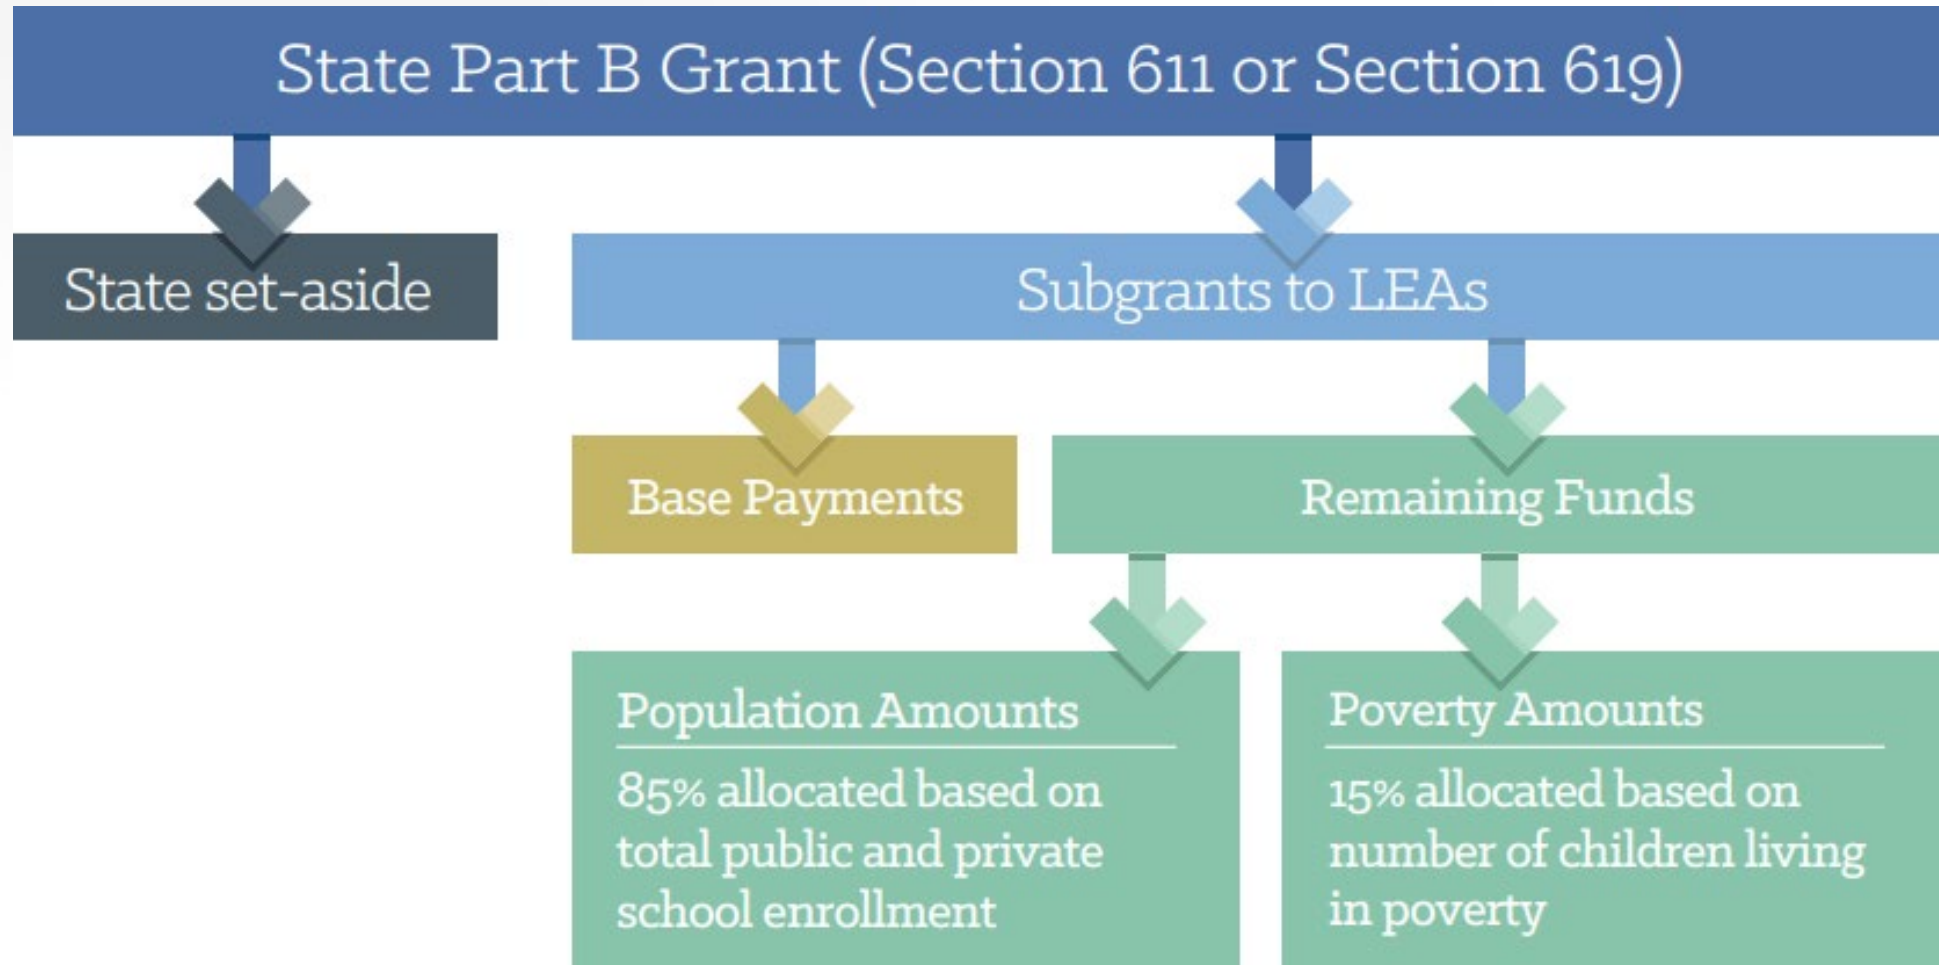 State Part B Grant (Section 611 or Section 619)
State set-aside
Subgrants to LEAs
Base Payments
Remaining Funds
Population Amounts
85% allocated based on
total public and private
school enrollment
Poverty Amounts
15% allocated based on
number of children living
in poverty